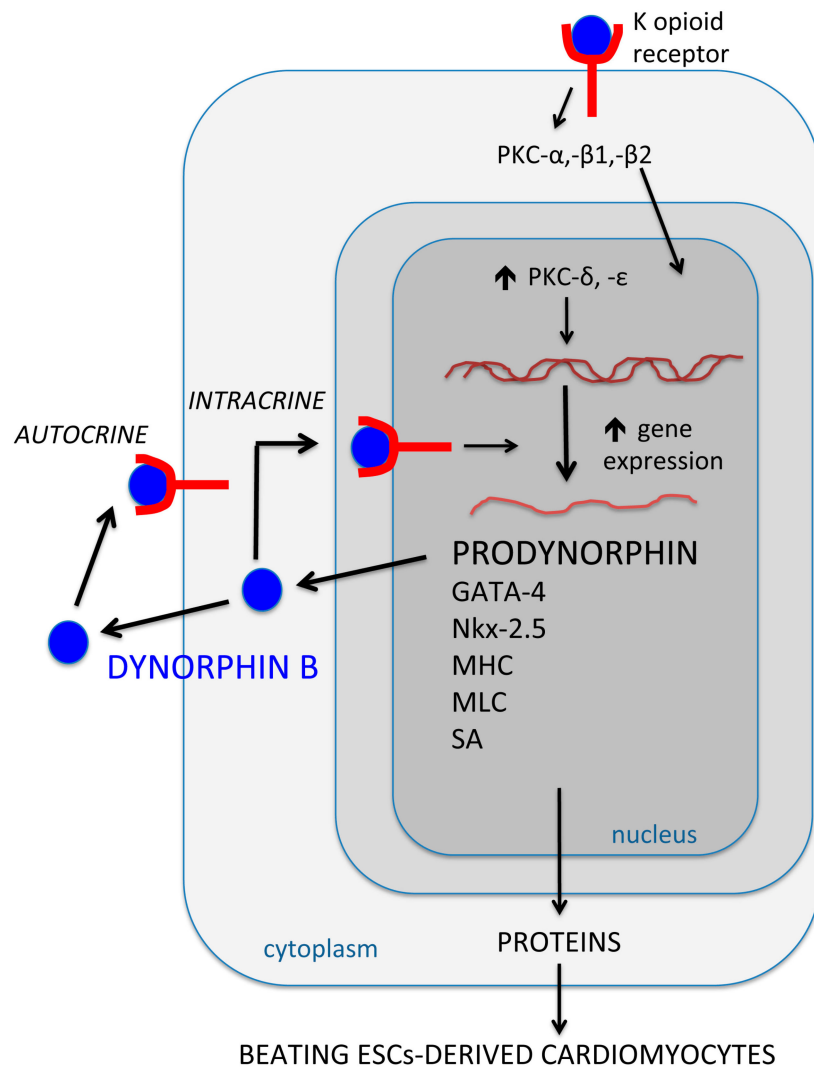 K opioid
receptor
PKC-α,-β1,-β2
🡹 PKC-δ, -ε
INTRACRINE
AUTOCRINE
🡹 gene
expression
PRODYNORPHIN
GATA-4
Nkx-2.5
MHC
MLC
SA
DYNORPHIN B
nucleus
cytoplasm
PROTEINS
BEATING ESCs-DERIVED CARDIOMYOCYTES